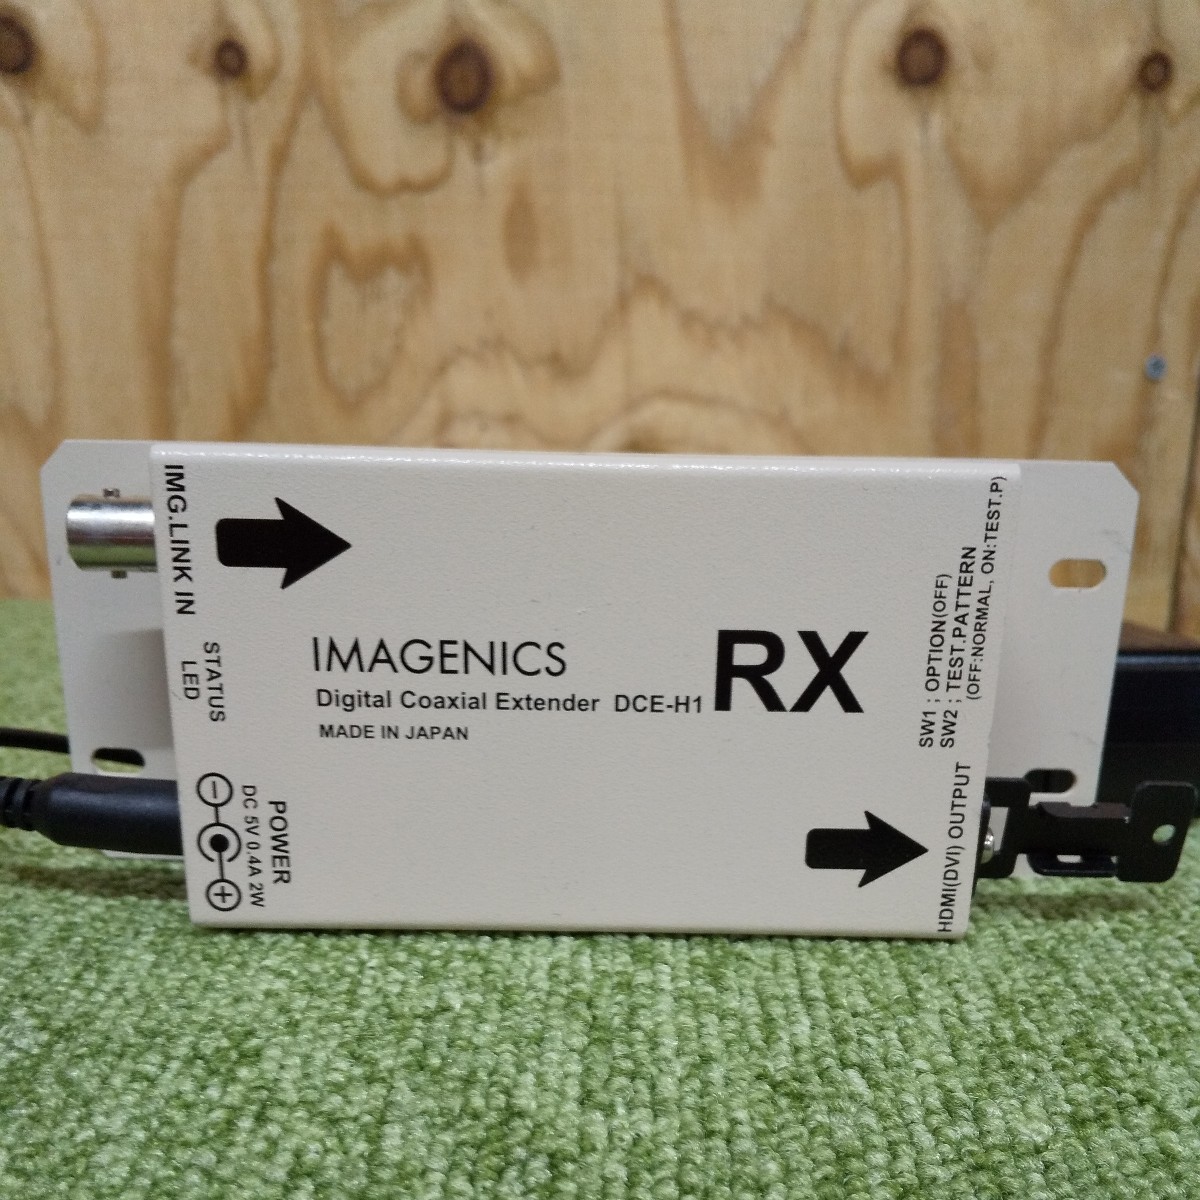 IMG.LINK IN
STATUS
LED
POWER
DC 5V 0.4A 2W
IMAGENICS
Digital Coaxial Extender DCE-H1
RX
MADE IN JAPAN
SW1 ; OPTION(OFF)
SW2 ; TEST.PATTERN
(OFF:NORMAL, ON:TEST.P)
HDMI(DVI) OUTPUT